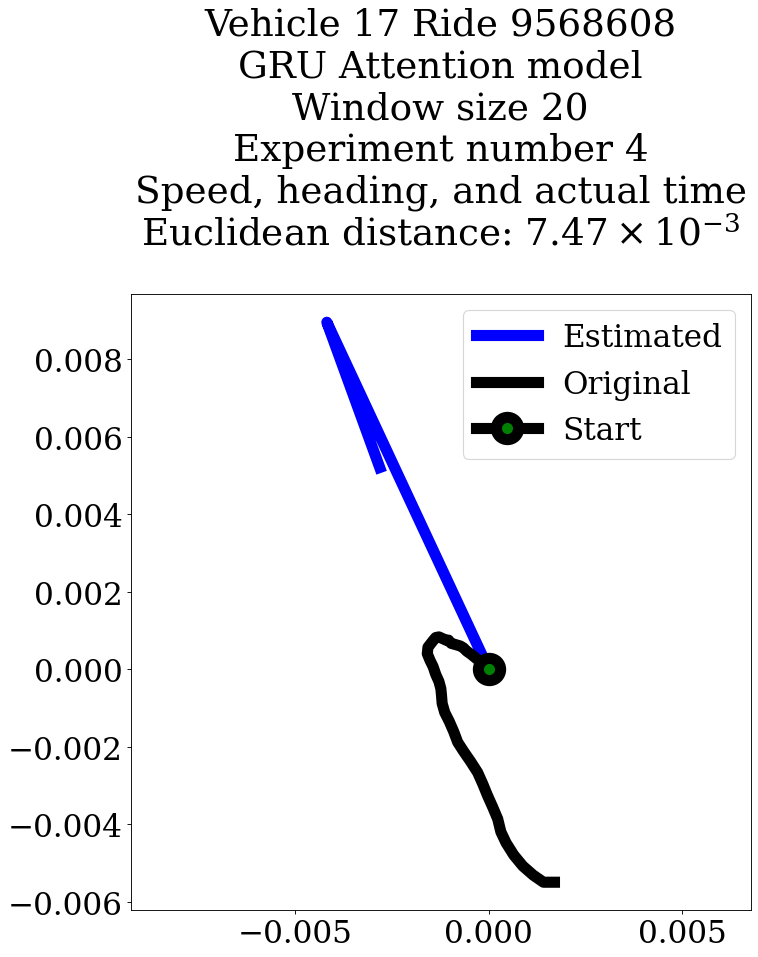 Vehicle 17 Ride 9568608
GRU Attention model
Window size 20
Experiment number 4
Speed, heading, and actual time
Euclidean distance: 7.47 × 10⁻³
Estimated
Original
Start
0.008
0.006
0.004
0.002
0.000
−0.002
−0.004
−0.006
−0.005 0.000 0.005